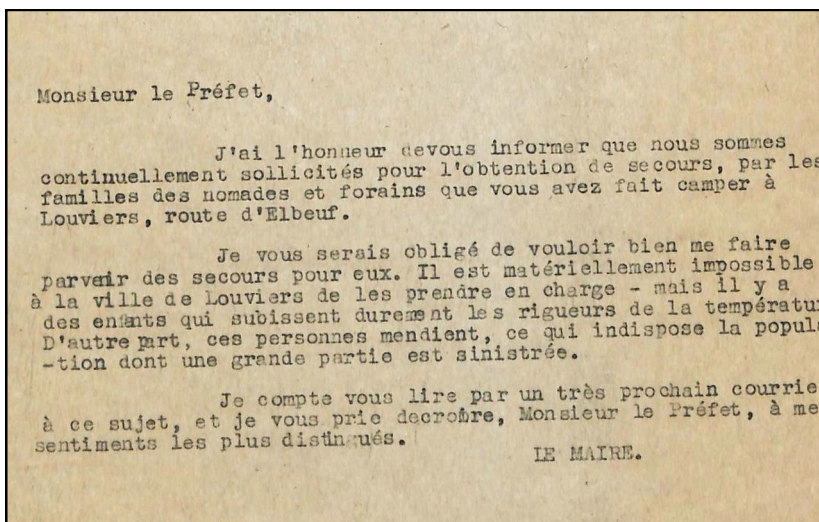 Monsieur le Préfet,
J'ai l'honneur devous informer que nous sommes
continuellement sollicités pour l'obtention de secours, par les
familles des nomades et forains que vous avez fait camper à
Louviers, route d'Elbeuf.
Je vous serais obligé de vouloir bien me faire
parvenir des secours pour eux. Il est matériellement impossible
à la ville de Louviers de les prendre en charge - mais il y a
des enfants qui subissent durement les rigueurs de la températu
D'autre part, ces personnes mendient, ce qui indispose la popula
-tion dont une grande partie est sinistrée.
Je compte vous lire par un très prochain courrie
à ce sujet, et je vous prie decroire, Monsieur le Préfet, à me
sentiments les plus distingués.
LE MAIRE.